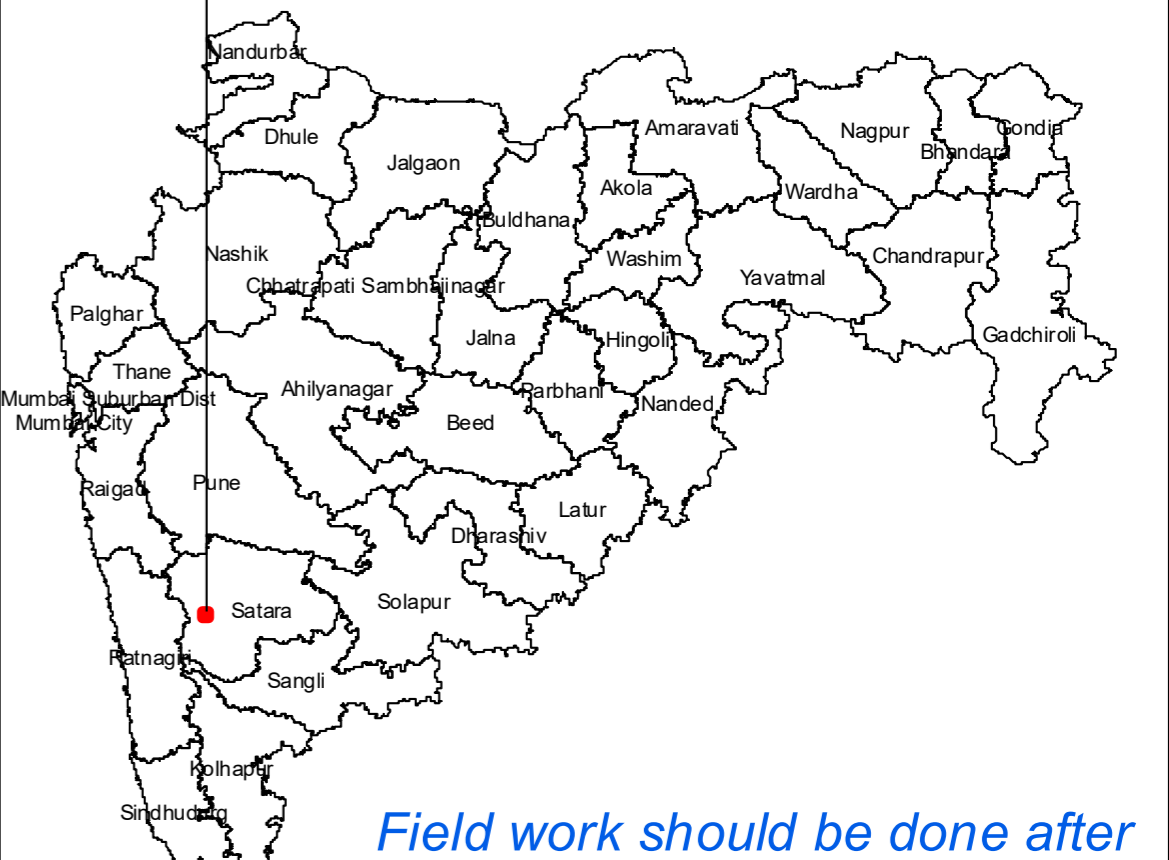 Nandurbar
Dhule
Jalgaon
Amaravati
Nagpur
Gondia
Bhandara
Akola
Wardha
Buldhana
Nashik
Washim
Chandrapur
Chhatrapati Sambhajinagar
Yavatmal
Palghar
Jalna
Hingoli
Gadchiroli
Thane
Ahilyanagar
Parbhani
Mumbai Suburban Dist
Nanded
Mumbai City
Beed
Pune
Raigad
Latur
Dharashiv
Solapur
Satara
Ratnagiri
Sangli
Kolhapur
Sindhudurg
Field work should be done after